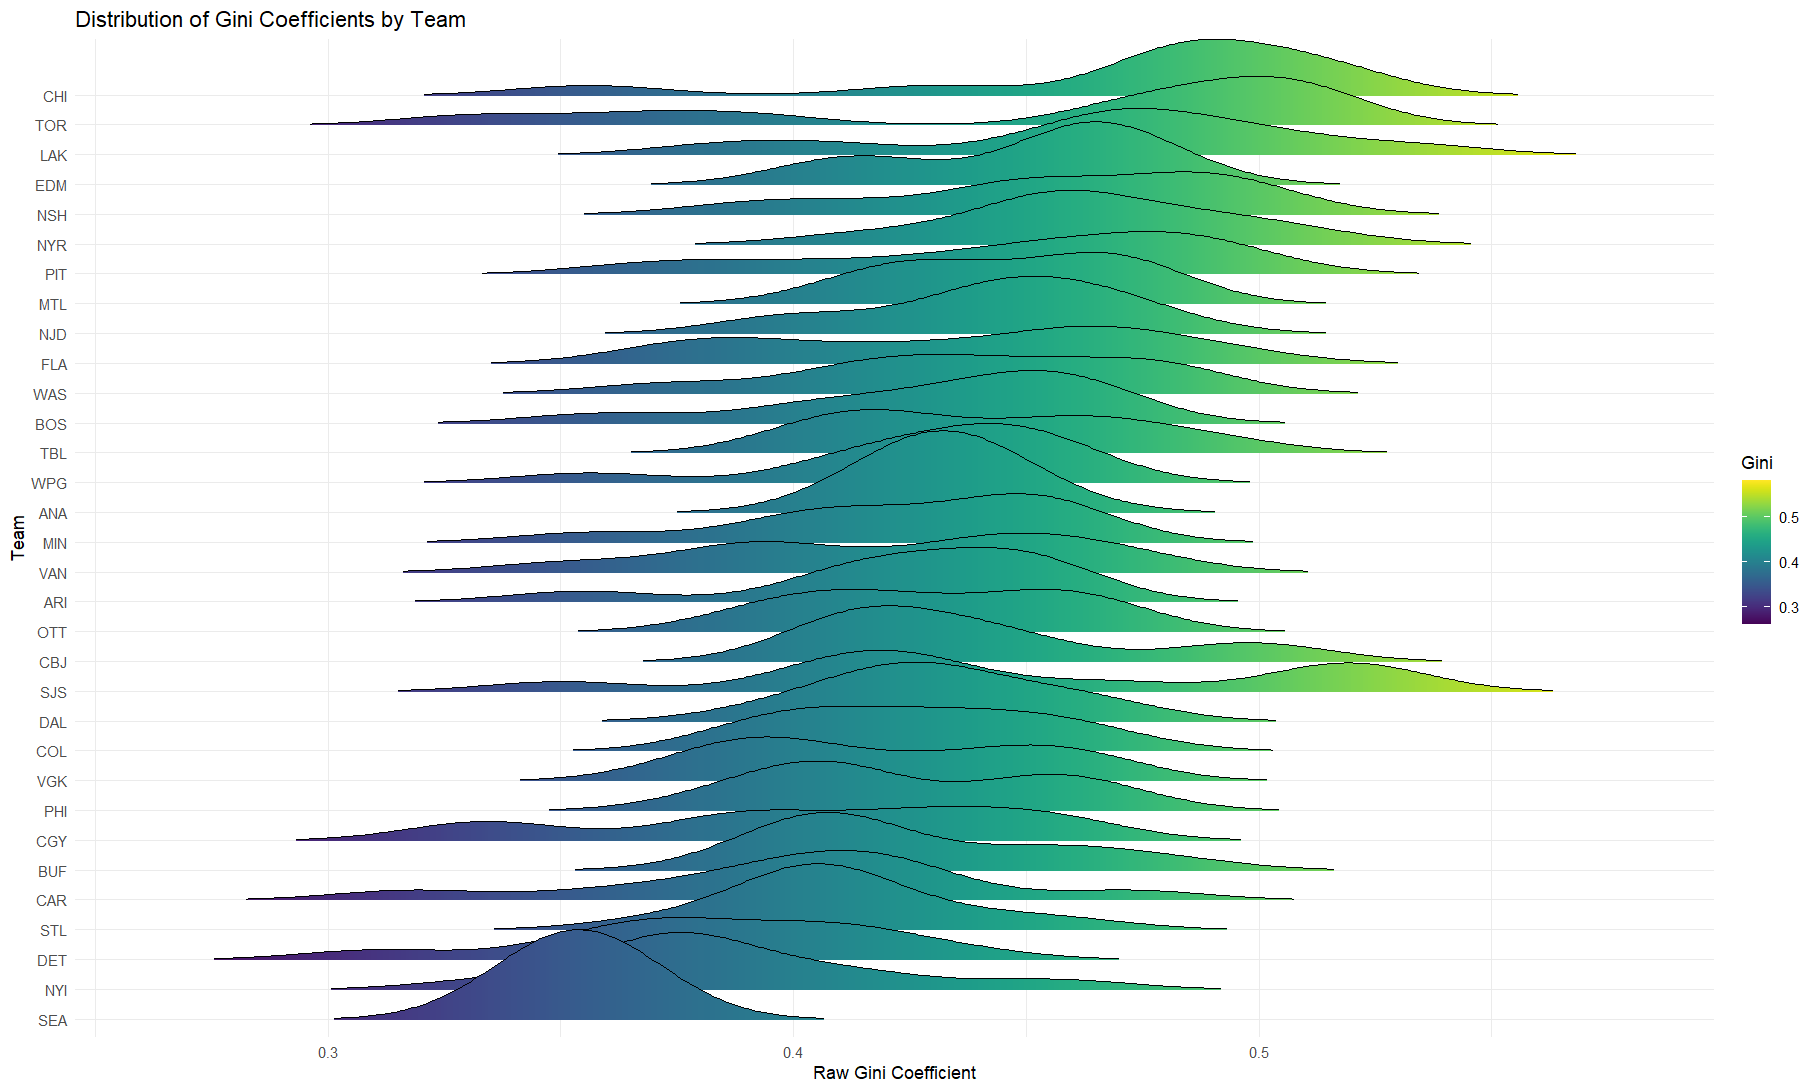 Distribution of Gini Coefficients by Team
CHI
TOR
LAK
EDM
NSH
NYR
PIT
MTL
NJD
FLA
WAS
BOS
TBL
WPG
ANA
MIN
VAN
ARI
OTT
CBJ
SJS
DAL
COL
VGK
PHI
CGY
BUF
CAR
STL
DET
NYI
SEA
Team
0.3
0.4
0.5
Raw Gini Coefficient
Gini
0.5
0.4
0.3